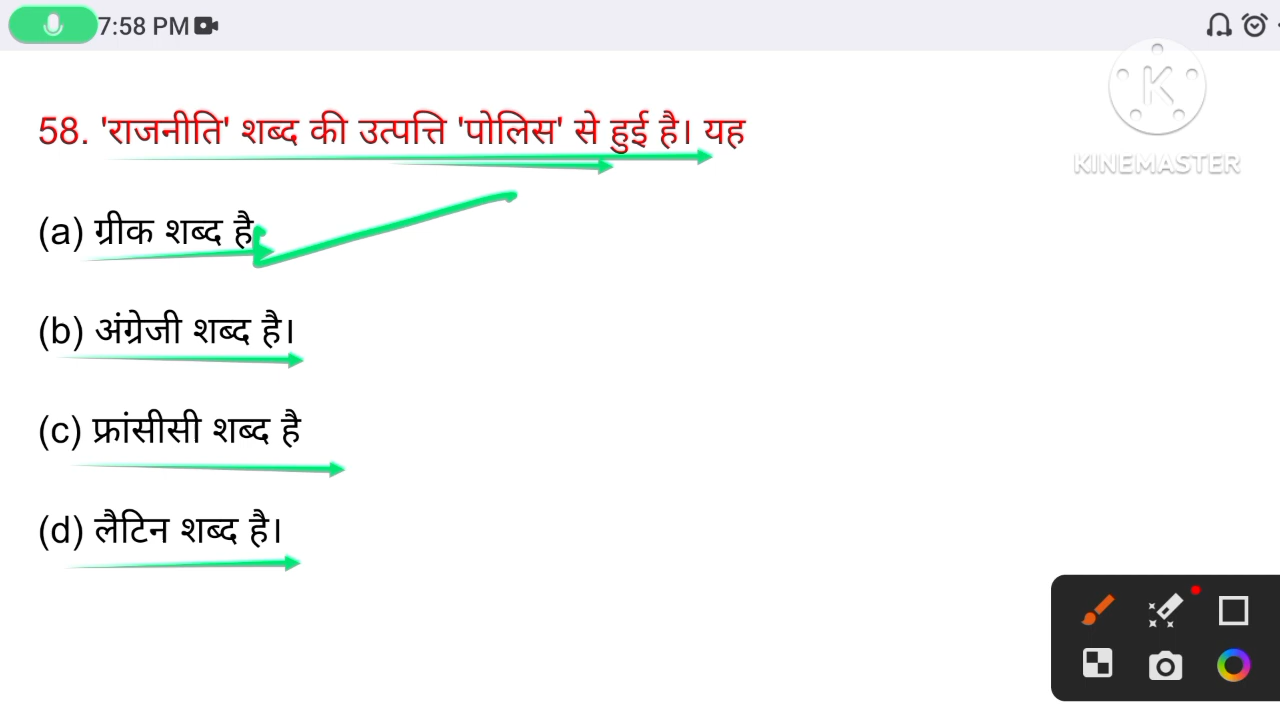 7:58 PM
K
KINEMASTER
58. 'राजनीति' शब्द की उत्पत्ति 'पोलिस' से हुई है। यह
(a) ग्रीक शब्द है
(b) अंग्रेजी शब्द है।
(c) फ्रांसीसी शब्द है
(d) लैटिन शब्द है।